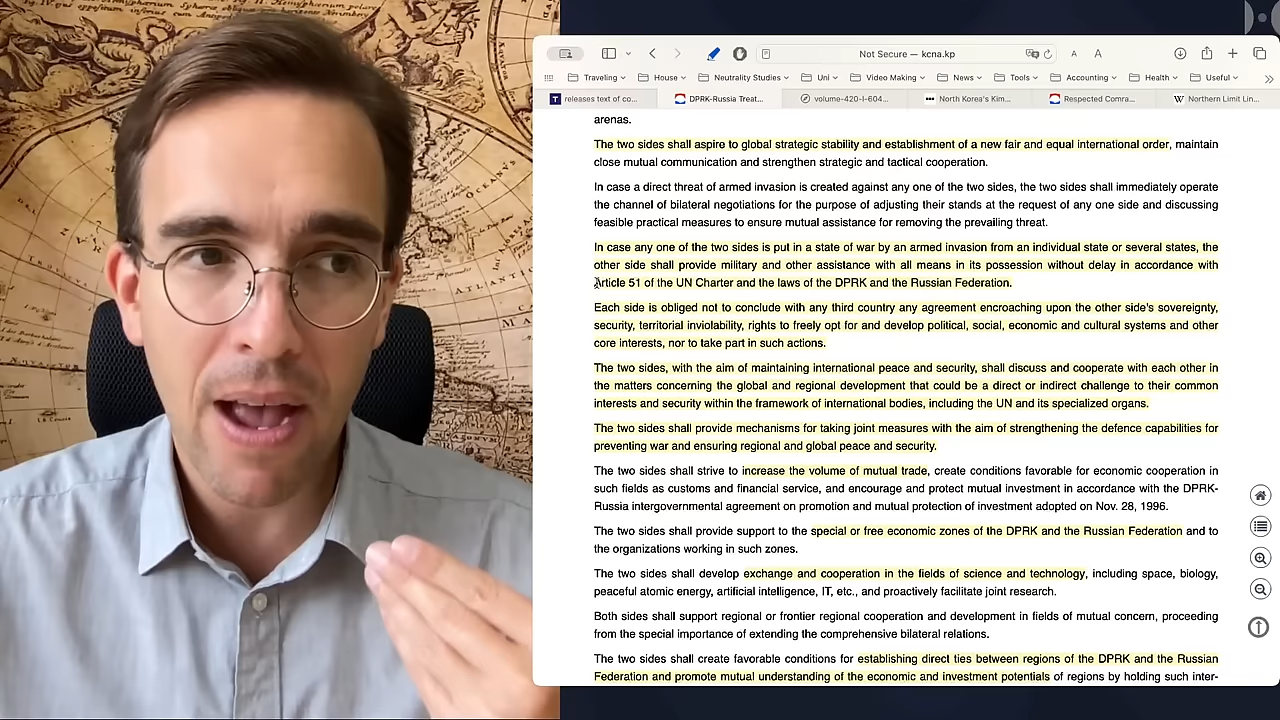 Not Secure — kcna.kp
A A
Traveling House Neutrality Studies Uni Video Making News Tools Accounting Health Useful
T releases text of co... DPRK-Russia Treat... volume-420-I-604... North Korea's Kim... Respected Comra... W Northern Limit Lin...
arenas.
The two sides shall aspire to global strategic stability and establishment of a new fair and equal international order, maintain
close mutual communication and strengthen strategic and tactical cooperation.
In case a direct threat of armed invasion is created against any one of the two sides, the two sides shall immediately operate
the channel of bilateral negotiations for the purpose of adjusting their stands at the request of any one side and discussing
feasible practical measures to ensure mutual assistance for removing the prevailing threat.
In case any one of the two sides is put in a state of war by an armed invasion from an individual state or several states, the
other side shall provide military and other assistance with all means in its possession without delay in accordance with
Article 51 of the UN Charter and the laws of the DPRK and the Russian Federation.
Each side is obliged not to conclude with any third country any agreement encroaching upon the other side's sovereignty,
security, territorial inviolability, rights to freely opt for and develop political, social, economic and cultural systems and other
core interests, nor to take part in such actions.
The two sides, with the aim of maintaining international peace and security, shall discuss and cooperate with each other in
the matters concerning the global and regional development that could be a direct or indirect challenge to their common
interests and security within the framework of international bodies, including the UN and its specialized organs.
The two sides shall provide mechanisms for taking joint measures with the aim of strengthening the defence capabilities for
preventing war and ensuring regional and global peace and security.
The two sides shall strive to increase the volume of mutual trade, create conditions favorable for economic cooperation in
such fields as customs and financial service, and encourage and protect mutual investment in accordance with the DPRK-
Russia intergovernmental agreement on promotion and mutual protection of investment adopted on Nov. 28, 1996.
The two sides shall provide support to the special or free economic zones of the DPRK and the Russian Federation and to
the organizations working in such zones.
The two sides shall develop exchange and cooperation in the fields of science and technology, including space, biology,
peaceful atomic energy, artificial intelligence, IT, etc., and proactively facilitate joint research.
Both sides shall support regional or frontier regional cooperation and development in fields of mutual concern, proceeding
from the special importance of extending the comprehensive bilateral relations.
The two sides shall create favorable conditions for establishing direct ties between regions of the DPRK and the Russian
Federation and promote mutual understanding of the economic and investment potentials of regions by holding such inter-